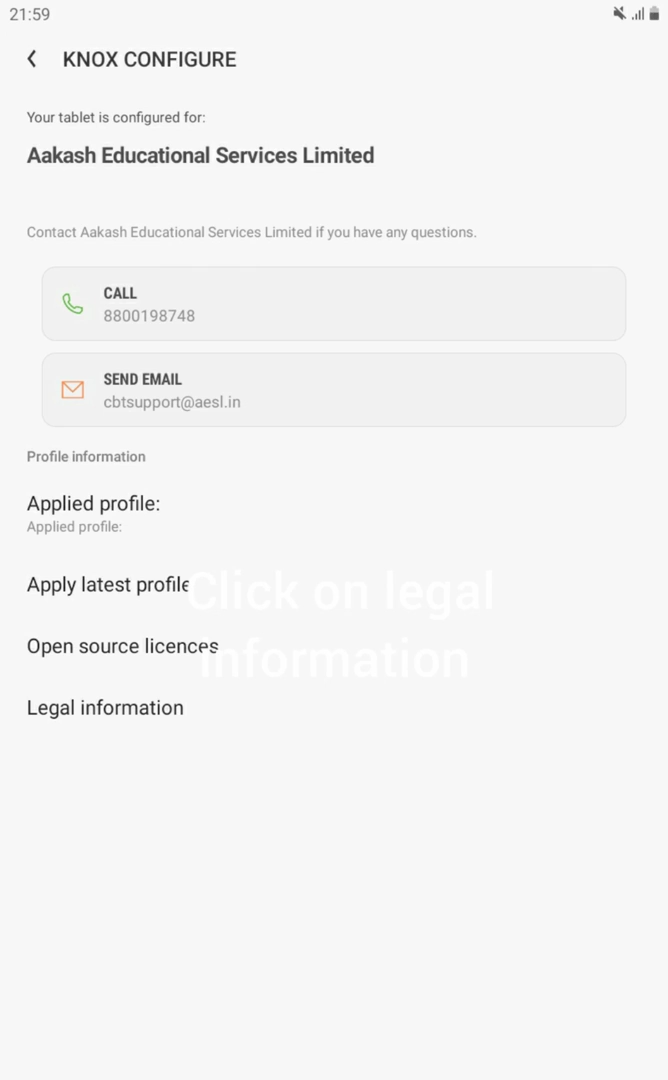 21:59
KNOX CONFIGURE
Your tablet is configured for:
Aakash Educational Services Limited
Contact Aakash Educational Services Limited if you have any questions.
CALL
8800198748
SEND EMAIL
cbtsupport@aesl.in
Profile information
Applied profile:
Applied profile:
Apply latest profile
Click on legal
Open source licences
information
Legal information